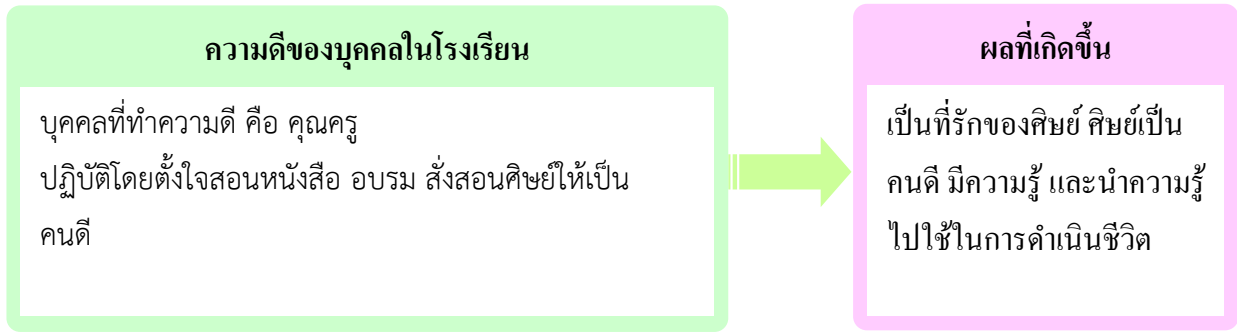 ความดีของบุคคลในโรงเรียน
บุคคลที่ทำความดี คือ คุณครู
ปฏิบัติโดยตั้งใจสอนหนังสือ อบรม สั่งสอนศิษย์ให้เป็น
คนดี
ผลที่เกิดขึ้น
เป็นที่รักของศิษย์ ศิษย์เป็น
คนดี มีความรู้ และนำความรู้
ไปใช้ในการดำเนินชีวิต